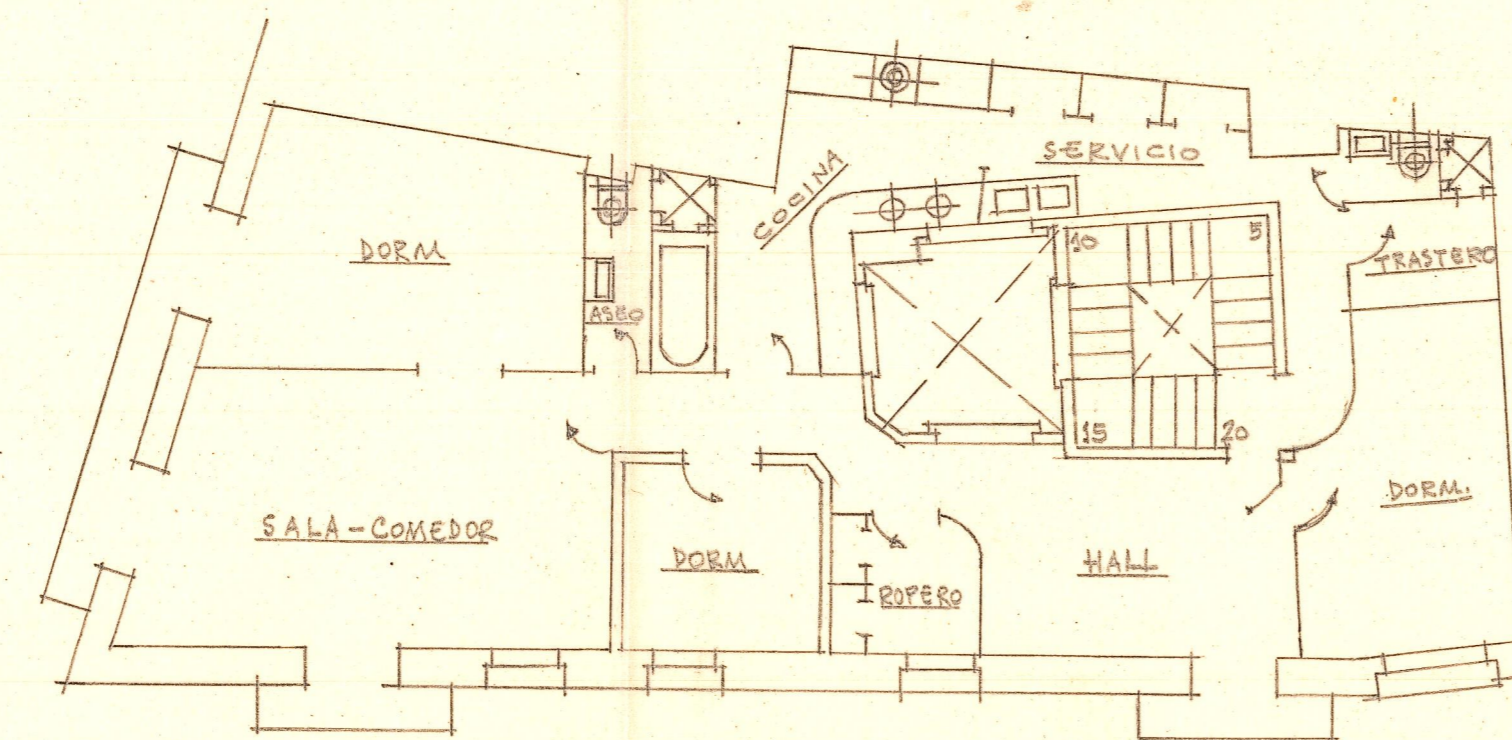 SERVICIO
COCINA
DORM
ASEO
10
5
TRASTERO
15
20
SALA-COMEDOR
DORM
ROPERO
HALL
DORM.